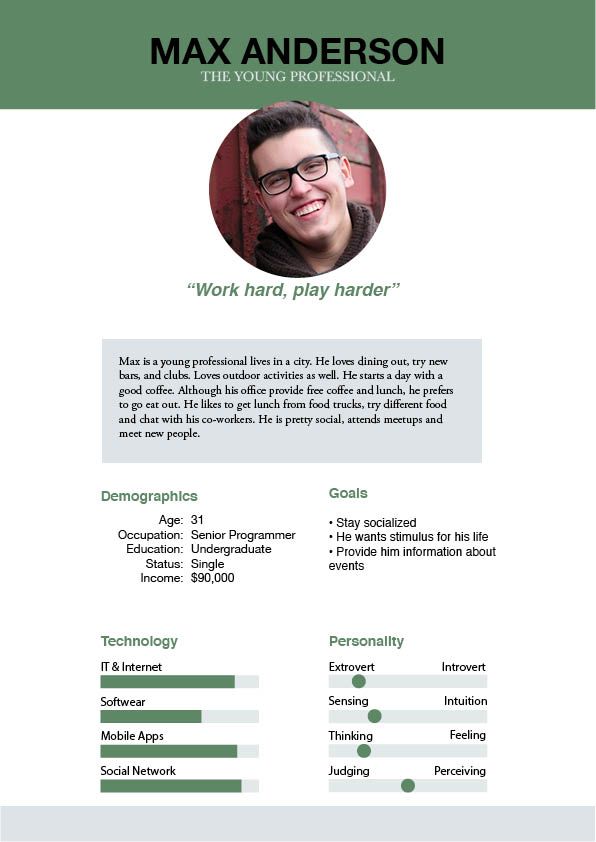 MAX ANDERSON
THE YOUNG PROFESSIONAL
“Work hard, play harder”
Max is a young professional lives in a city. He loves dining out, try new
bars, and clubs. Loves outdoor activities as well. He starts a day with a
good coffee. Although his office provide free coffee and lunch, he prefers
to go eat out. He likes to get lunch from food trucks, try different food
and chat with his co-workers. He is pretty social, attends meetups and
meet new people.
Demographics
Age: 31
Occupation: Senior Programmer
Education: Undergraduate
Status: Single
Income: $90,000
Goals
• Stay socialized
• He wants stimulus for his life
• Provide him information about
events
Technology
IT & Internet
Softwear
Mobile Apps
Social Network
Personality
Extrovert Introvert
Sensing Intuition
Thinking Feeling
Judging Perceiving